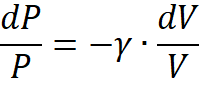 dP/P = −γ · dV/V